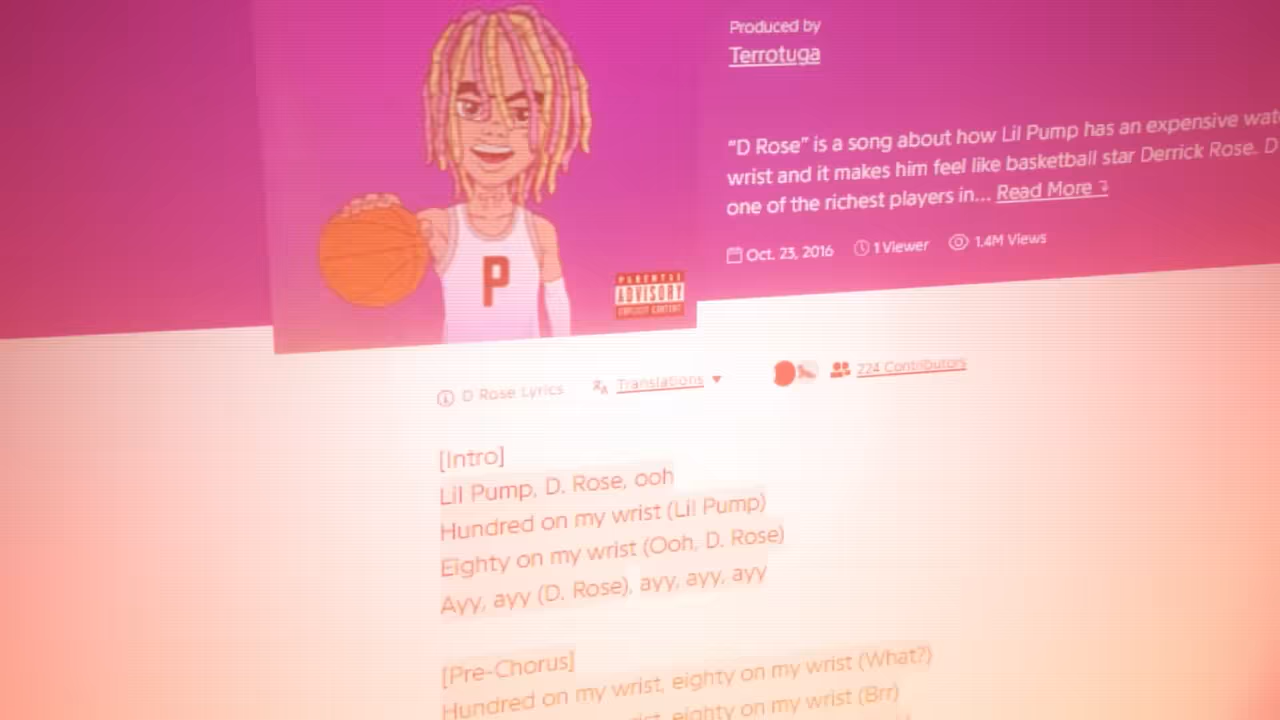 Produced by
Terrotuga
"D Rose" is a song about how Lil Pump has an expensive
wrist and it makes him feel like basketball star Derrick Rose. D
one of the richest players in... Read More
Oct. 23, 2016 1 Viewer 1.4M Views
P
PARENTAL
ADVISORY
EXPLICIT CONTENT
D Rose Lyrics Translations 224 Contributors
[Intro]
Lil Pump, D. Rose, ooh
Hundred on my wrist (Lil Pump)
Eighty on my wrist (Ooh, D. Rose)
Ayy, ayy (D. Rose), ayy, ayy, ayy
[Pre-Chorus]
Hundred on my wrist, eighty on my wrist (What?)
eighty on my wrist (Brr)